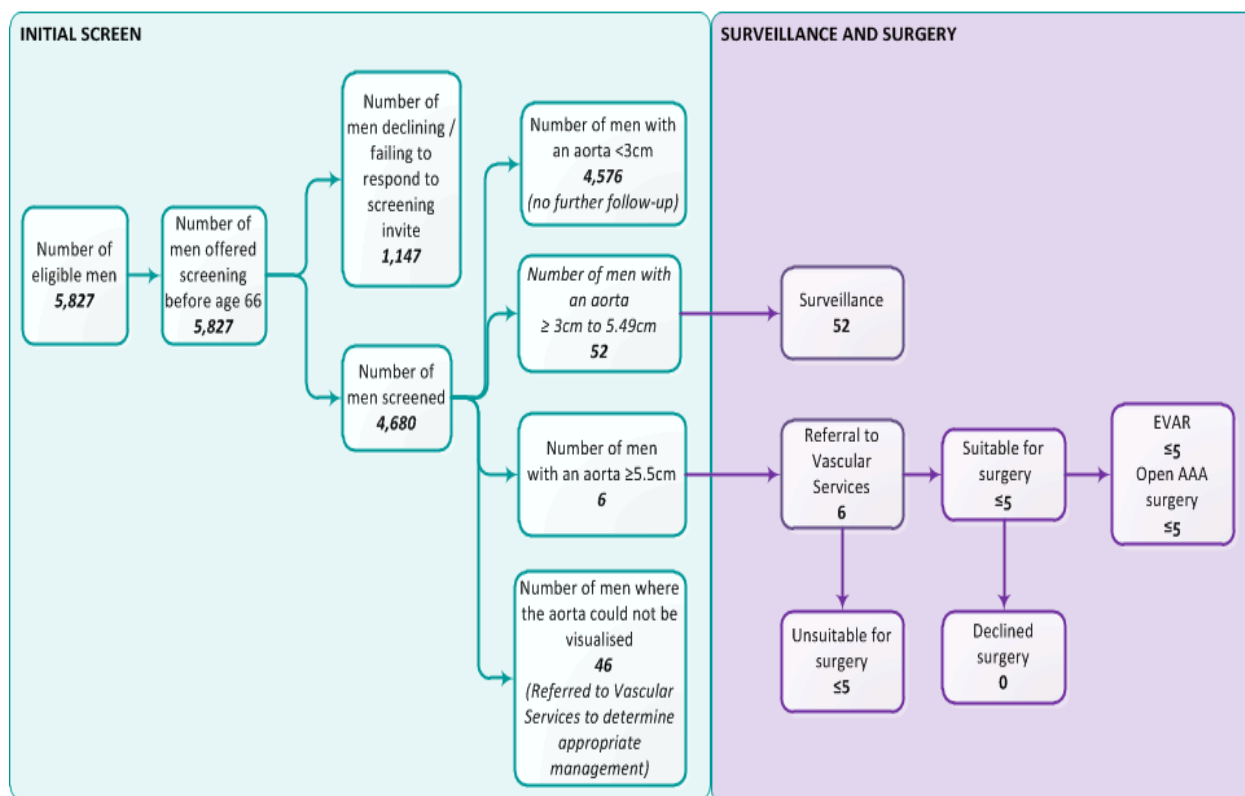 INITIAL SCREEN
Number of
eligible men
5,827
Number of
men offered
screening
before age 66
5,827
Number of
men declining /
failing to
respond to
screening
invite
1,147
Number of
men screened
4,680
Number of men with
an aorta <3cm
4,576
(no further follow-up)
Number of men with
an aorta
≥ 3cm to 5.49cm
52
Number of men
with an aorta ≥5.5cm
6
Number of men where
the aorta could not be
visualised
46
(Referred to Vascular
Services to determine
appropriate
management)
SURVEILLANCE AND SURGERY
Surveillance
52
Referral to
Vascular
Services
6
Suitable for
surgery
≤5
EVAR
≤5
Open AAA
surgery
≤5
Unsuitable for
surgery
≤5
Declined
surgery
0